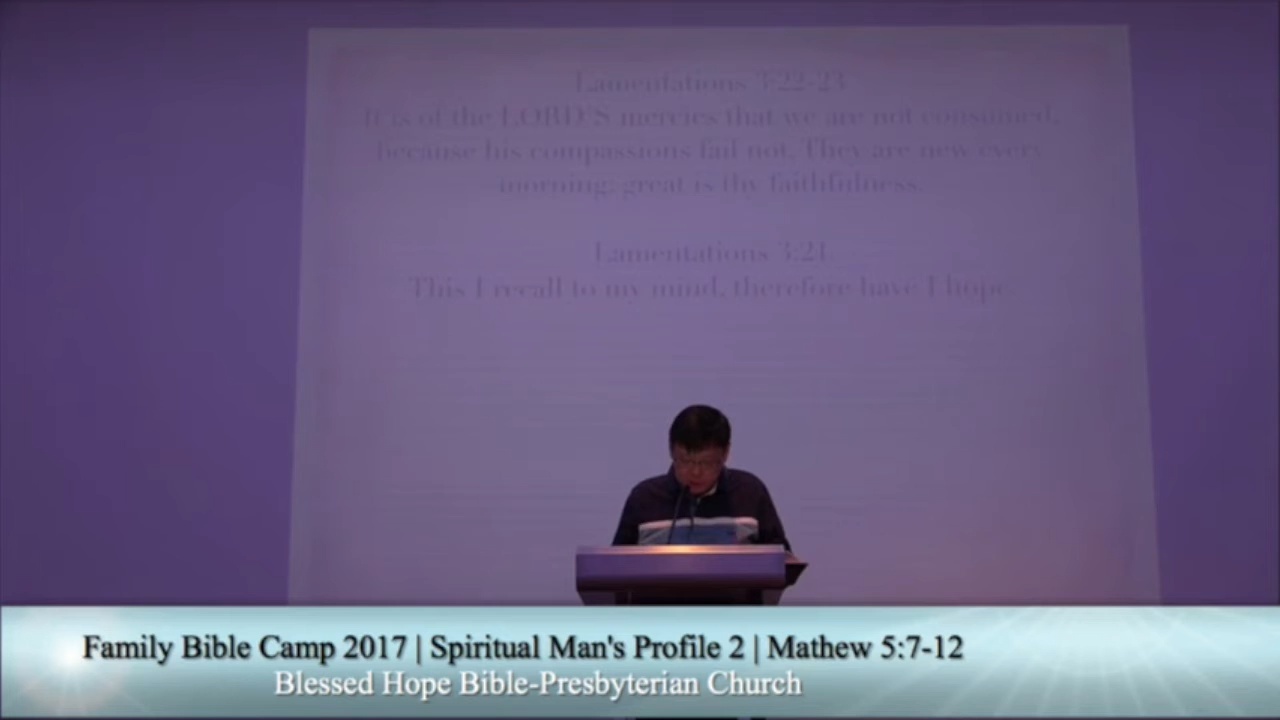 Lamentations 3:22-23
It is of the LORD'S mercies that we are not consumed,
because his compassions fail not. They are new every
morning: great is thy faithfulness.
Lamentations 3:21
This I recall to my mind, therefore have I hope
Family Bible Camp 2017 | Spiritual Man's Profile 2 | Mathew 5:7-12
Blessed Hope Bible-Presbyterian Church